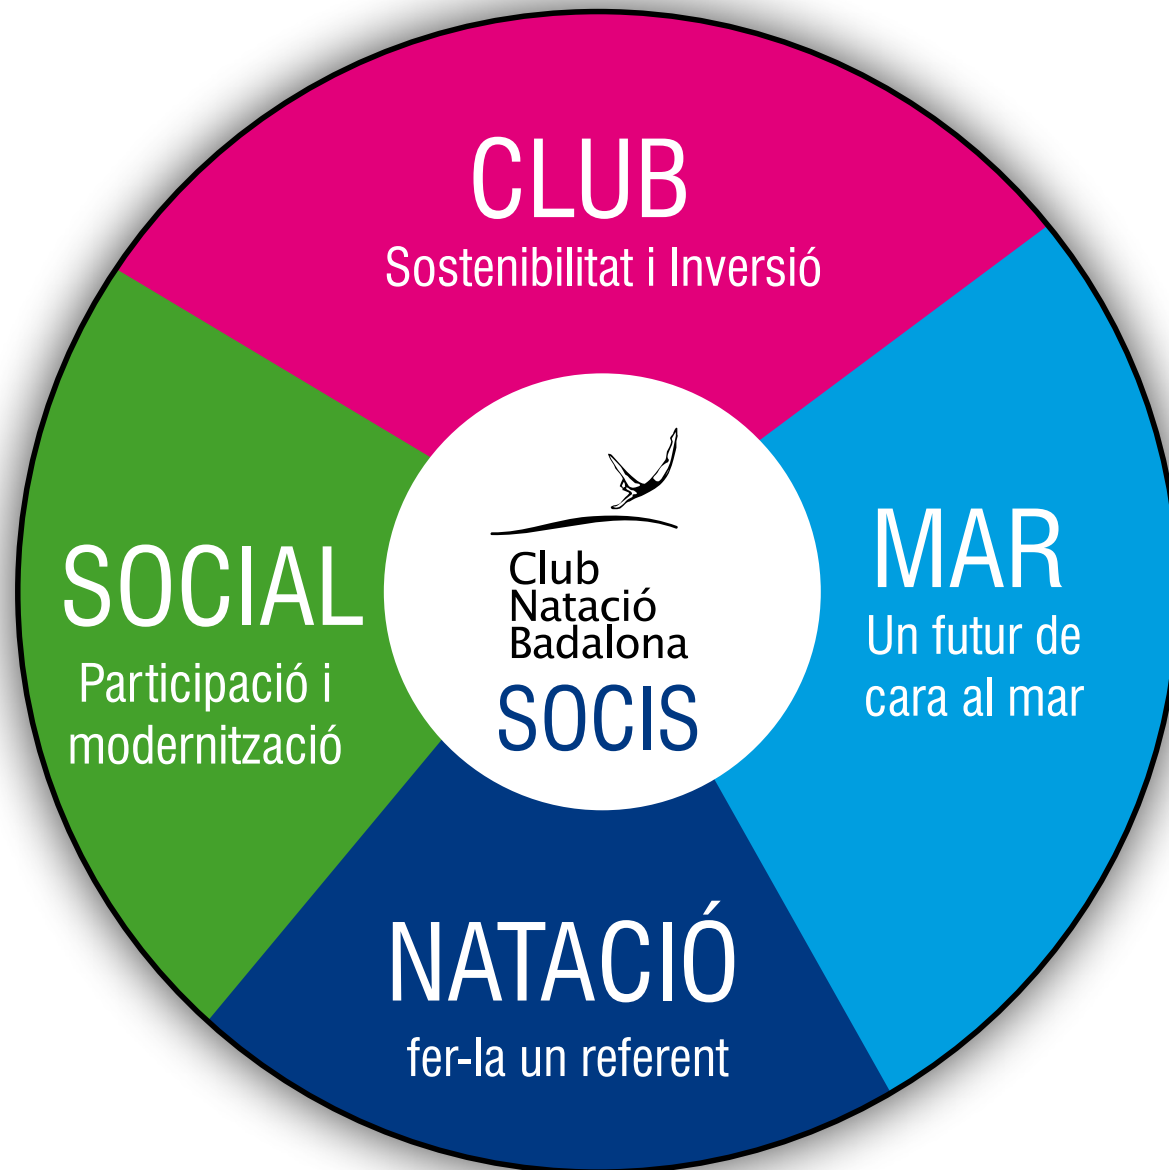 CLUB
Sostenibilitat i Inversió
MAR
Un futur de
cara al mar
SOCIAL
Participació i
modernització
Club
Natació
Badalona
SOCIS
NATACIÓ
fer-la un referent